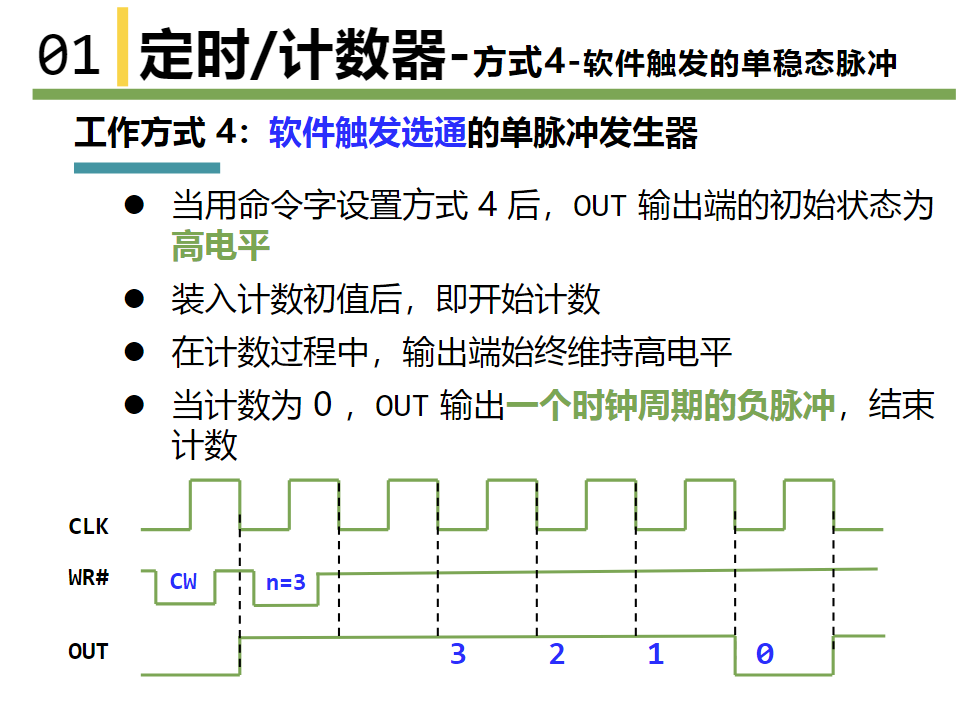 01 定时/计数器-方式4-软件触发的单稳态脉冲
工作方式 4：软件触发选通的单脉冲发生器
● 当用命令字设置方式 4 后，OUT 输出端的初始状态为
高电平
● 装入计数初值后，即开始计数
● 在计数过程中，输出端始终维持高电平
● 当计数为 0 ，OUT 输出一个时钟周期的负脉冲，结束
计数
CLK
WR# CW n=3
OUT 3 2 1 0